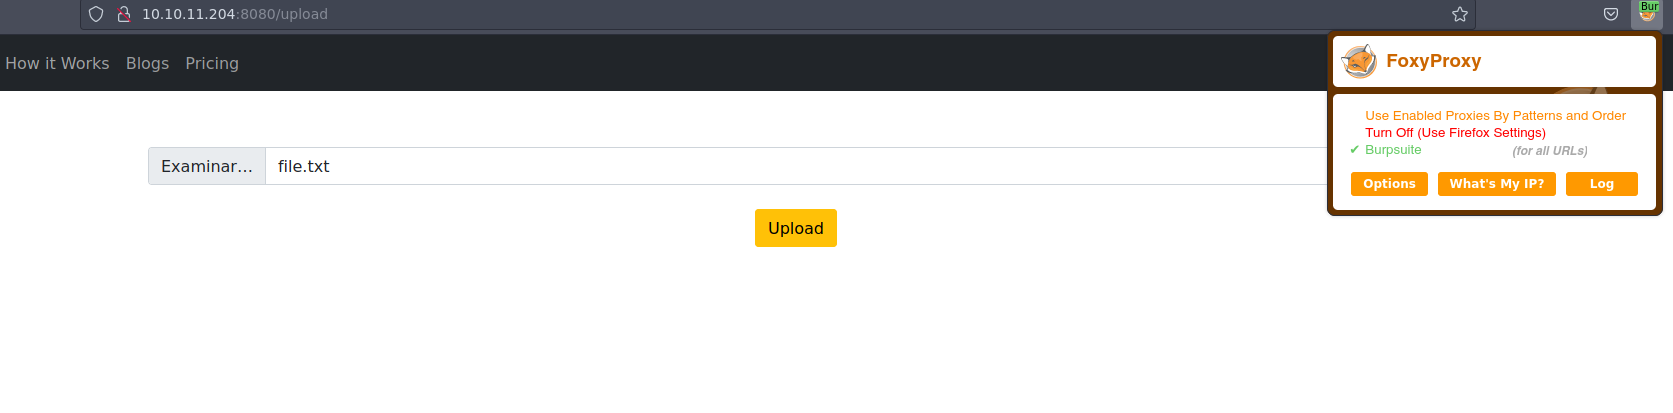 10.10.11.204:8080/upload
Bur
How it Works Blogs Pricing
FoxyProxy
Use Enabled Proxies By Patterns and Order
Turn Off (Use Firefox Settings)
✔ Burpsuite (for all URLs)
Options What's My IP? Log
Examinar... file.txt
Upload